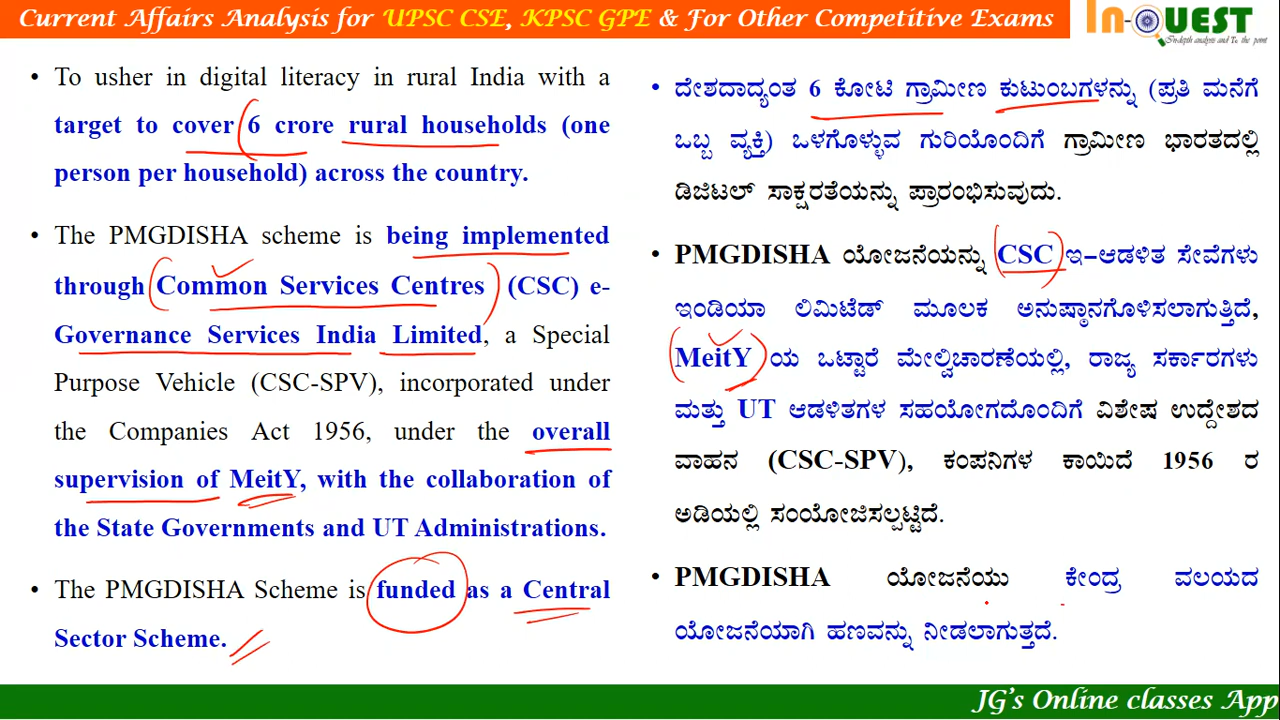 Current Affairs Analysis for UPSC CSE, KPSC GPE & For Other Competitive Exams
In-QUEST
In-depth analysis and To the point
• To usher in digital literacy in rural India with a
target to cover 6 crore rural households (one
person per household) across the country.
• The PMGDISHA scheme is being implemented
through Common Services Centres (CSC) e-
Governance Services India Limited, a Special
Purpose Vehicle (CSC-SPV), incorporated under
the Companies Act 1956, under the overall
supervision of MeitY, with the collaboration of
the State Governments and UT Administrations.
• The PMGDISHA Scheme is funded as a Central
Sector Scheme.
• ದೇಶದಾದ್ಯಂತ 6 ಕೋಟಿ ಗ್ರಾಮೀಣ ಕುಟುಂಬಗಳನ್ನು (ಪ್ರತಿ ಮನೆಗೆ
ಒಬ್ಬ ವ್ಯಕ್ತಿ) ಒಳಗೊಳ್ಳುವ ಗುರಿಯೊಂದಿಗೆ ಗ್ರಾಮೀಣ ಭಾರತದಲ್ಲಿ
ಡಿಜಿಟಲ್ ಸಾಕ್ಷರತೆಯನ್ನು ಪ್ರಾರಂಭಿಸುವುದು.
• PMGDISHA ಯೋಜನೆಯನ್ನು CSC ಇ-ಆಡಳಿತ ಸೇವೆಗಳು
ಇಂಡಿಯಾ ಲಿಮಿಟೆಡ್ ಮೂಲಕ ಅನುಷ್ಠಾನಗೊಳಿಸಲಾಗುತ್ತಿದೆ,
MeitY ಯ ಒಟ್ಟಾರೆ ಮೇಲ್ವಿಚಾರಣೆಯಲ್ಲಿ, ರಾಜ್ಯ ಸರ್ಕಾರಗಳು
ಮತ್ತು UT ಆಡಳಿತಗಳ ಸಹಯೋಗದೊಂದಿಗೆ ವಿಶೇಷ ಉದ್ದೇಶದ
ವಾಹನ (CSC-SPV), ಕಂಪನಿಗಳ ಕಾಯಿದೆ 1956 ರ
ಅಡಿಯಲ್ಲಿ ಸಂಯೋಜಿಸಲ್ಪಟ್ಟಿದೆ.
• PMGDISHA ಯೋಜನೆಯು ಕೇಂದ್ರ ವಲಯದ
ಯೋಜನೆಯಾಗಿ ಹಣವನ್ನು ನೀಡಲಾಗುತ್ತದೆ.
JG's Online classes App